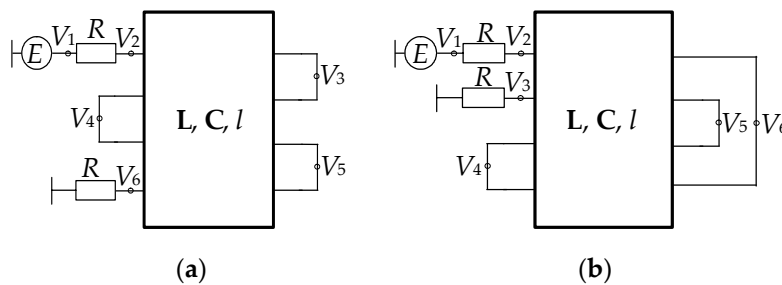 E V1 R V2
V3
V4
L, C, l
V5
R V6
(a)
E V1 R V2
R V3
L, C, l
V5 V6
V4
(b)